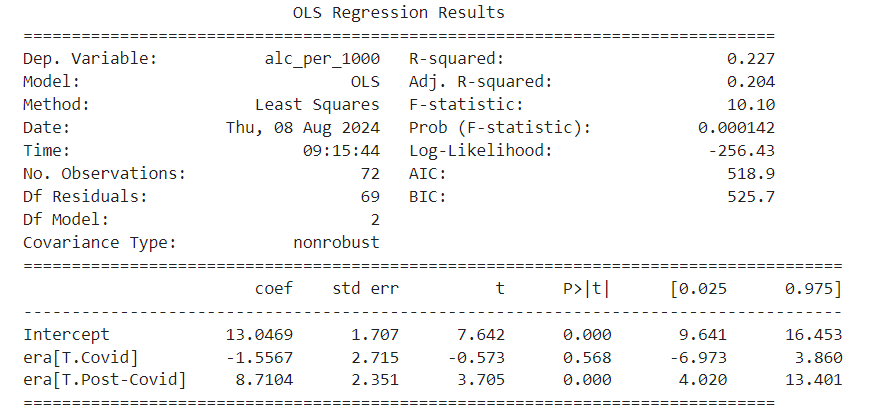 OLS Regression Results
==============================================================================
Dep. Variable: alc_per_1000 R-squared: 0.227
Model: OLS Adj. R-squared: 0.204
Method: Least Squares F-statistic: 10.10
Date: Thu, 08 Aug 2024 Prob (F-statistic): 0.000142
Time: 09:15:44 Log-Likelihood: -256.43
No. Observations: 72 AIC: 518.9
Df Residuals: 69 BIC: 525.7
Df Model: 2
Covariance Type: nonrobust
=====================================================================================
coef std err t P>|t| [0.025 0.975]
-------------------------------------------------------------------------------------
Intercept 13.0469 1.707 7.642 0.000 9.641 16.453
era[T.Covid] -1.5567 2.715 -0.573 0.568 -6.973 3.860
era[T.Post-Covid] 8.7104 2.351 3.705 0.000 4.020 13.401
==============================================================================